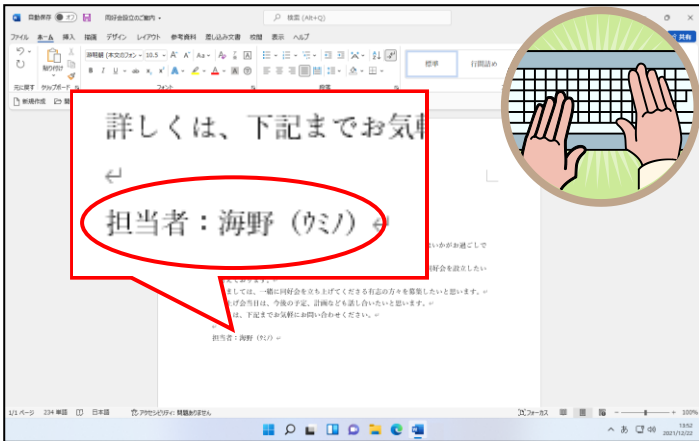 自動保存 オフ 同好会設立のご案内 検索 (Alt+Q)
ファイル ホーム 挿入 描画 デザイン レイアウト 参考資料 差し込み文書 校閲 表示 ヘルプ 共有
貼り付け 游明朝 (本文のフォン 10.5 A A Aa A
B I U ab x x A A A
標準 行間詰め
元に戻す クリップボード フォント 段落
新規作成
詳しくは、下記までお気軽
担当者：海野（ｳﾐﾉ）
いかがお過ごしで
同好会を設立したい
ましては、一緒に同好会を立ち上げてくださる有志の方々を募集したいと思います。
げ会当日は、今後の予定、計画なども話し合いたいと思います。
は、下記までお気軽にお問い合わせください。
担当者：海野（ｳﾐﾉ）
1/1 ページ 234 単語 日本語 アクセシビリティ: 問題ありません フォーカス 100%
あ 13:52
2021/12/22